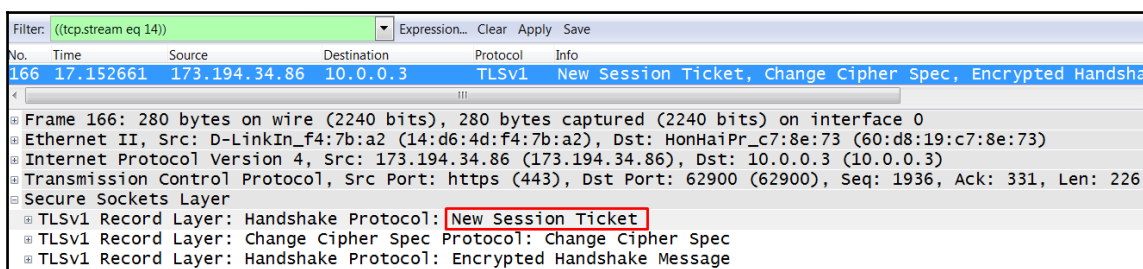 Filter: ((tcp.stream eq 14)) Expression... Clear Apply Save
No. Time Source Destination Protocol Info
166 17.152661 173.194.34.86 10.0.0.3 TLSv1 New Session Ticket, Change Cipher Spec, Encrypted Handsha
Frame 166: 280 bytes on wire (2240 bits), 280 bytes captured (2240 bits) on interface 0
Ethernet II, Src: D-LinkIn_f4:7b:a2 (14:d6:4d:f4:7b:a2), Dst: HonHaiPr_c7:8e:73 (60:d8:19:c7:8e:73)
Internet Protocol Version 4, Src: 173.194.34.86 (173.194.34.86), Dst: 10.0.0.3 (10.0.0.3)
Transmission Control Protocol, Src Port: https (443), Dst Port: 62900 (62900), Seq: 1936, Ack: 331, Len: 226
Secure Sockets Layer
TLSv1 Record Layer: Handshake Protocol: New Session Ticket
TLSv1 Record Layer: Change Cipher Spec Protocol: Change Cipher Spec
TLSv1 Record Layer: Handshake Protocol: Encrypted Handshake Message